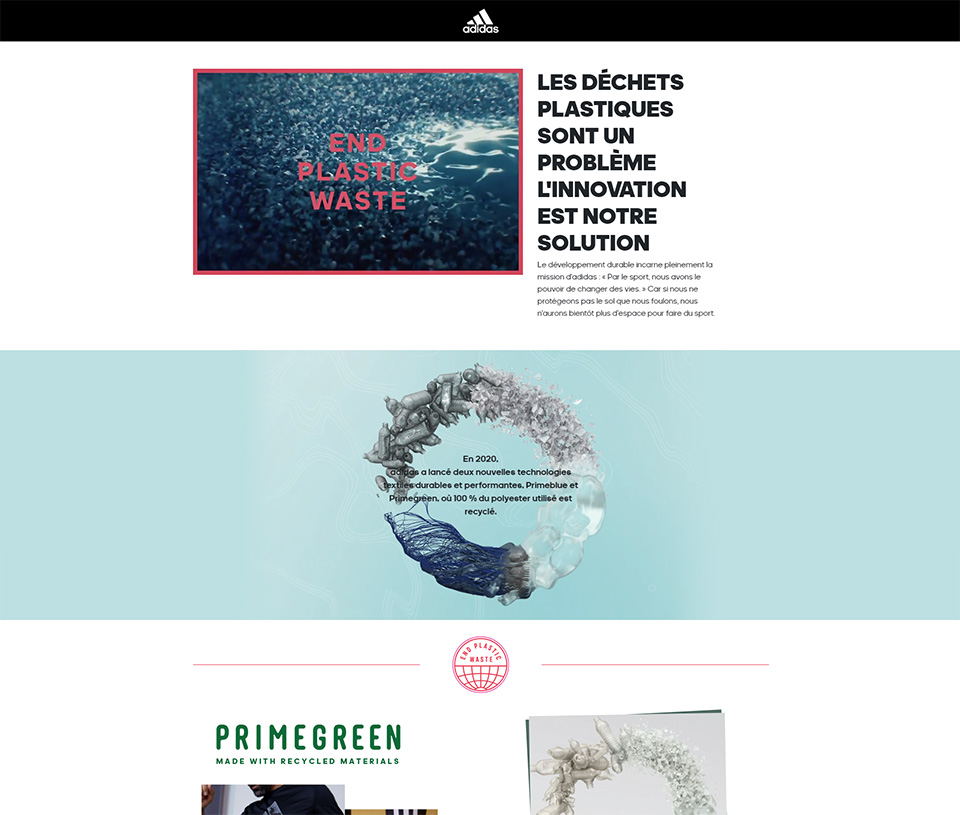 adidas
END
PLASTIC
WASTE
LES DÉCHETS
PLASTIQUES
SONT UN
PROBLÈME
L'INNOVATION
EST NOTRE
SOLUTION
Le développement durable incarne pleinement la
mission d'adidas : « Par le sport, nous avons le
pouvoir de changer des vies. » Car si nous ne
protégeons pas le sol que nous foulons, nous
n'aurons bientôt plus d'espace pour faire du sport.
En 2020,
adidas a lancé deux nouvelles technologies
textiles durables et performantes, Primeblue et
Primegreen, où 100 % du polyester utilisé est
recyclé.
END PLASTIC
WASTE
PRIMEGREEN
MADE WITH RECYCLED MATERIALS